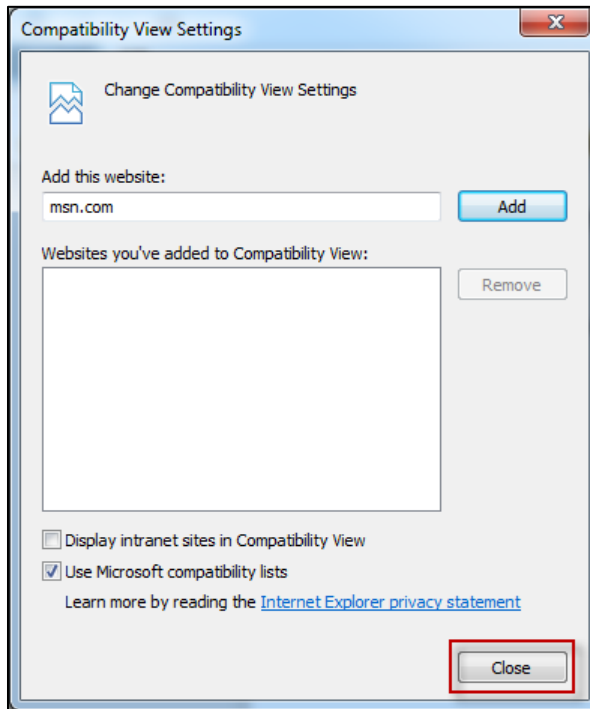 Compatibility View Settings
Change Compatibility View Settings
Add this website:
msn.com
Add
Websites you've added to Compatibility View:
Remove
Display intranet sites in Compatibility View
Use Microsoft compatibility lists
Learn more by reading the Internet Explorer privacy statement
Close